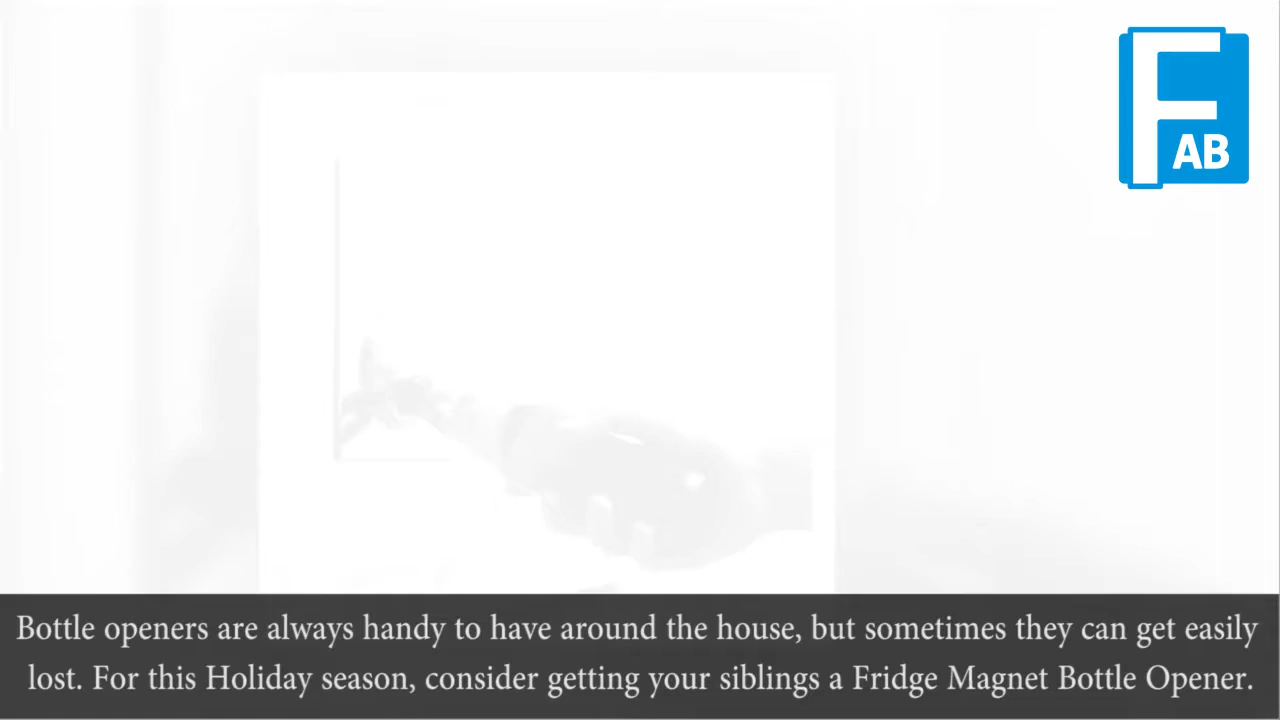 F
AB
Bottle openers are always handy to have around the house, but sometimes they can get easily
lost. For this Holiday season, consider getting your siblings a Fridge Magnet Bottle Opener.